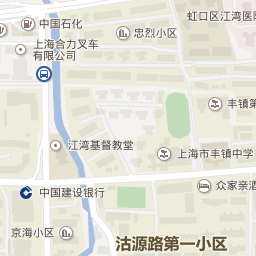 中国石化
虹口区江湾医
忠烈小区
上海合力叉车
有限公司
丰镇第
江湾基督教堂
上海市丰镇中学
中国建设银行
众家亲酒
京海小区
沽源路第一小区